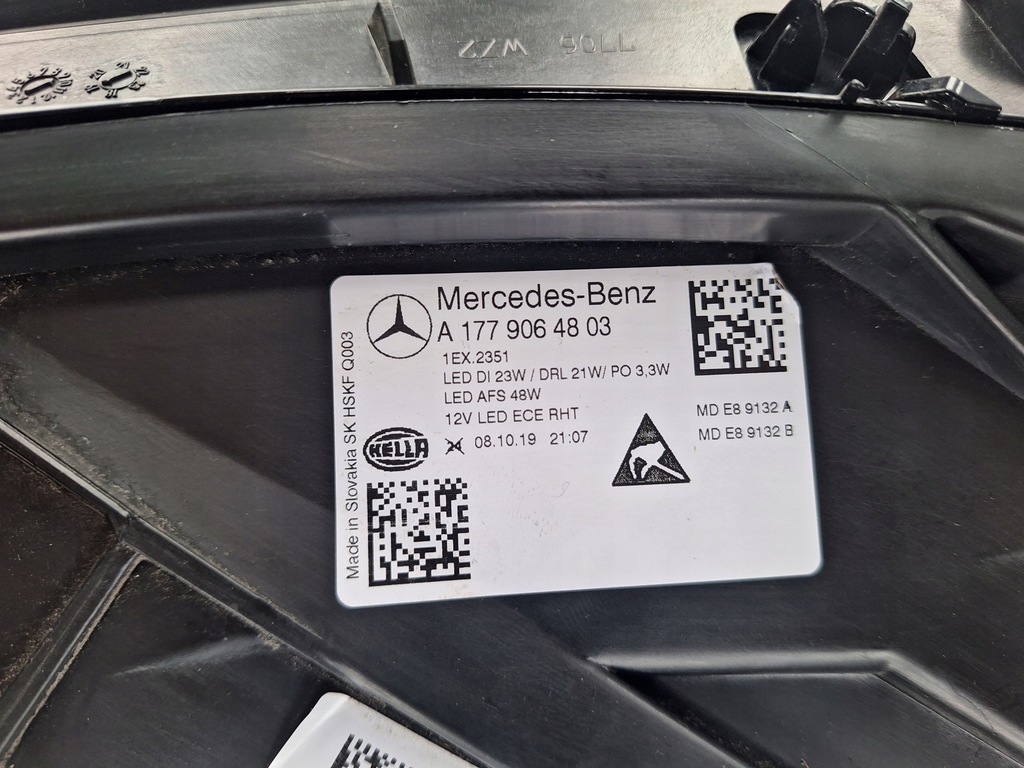 Mercedes-Benz
A 177 906 48 03
1EX.2351
LED DI 23W / DRL 21W/ PO 3,3W
LED AFS 48W
12V LED ECE RHT
HELLA
24 08.10.19 21:07
MD E8 9132 A
MD E8 9132 B
Made in Slovakia SK HSKF Q003